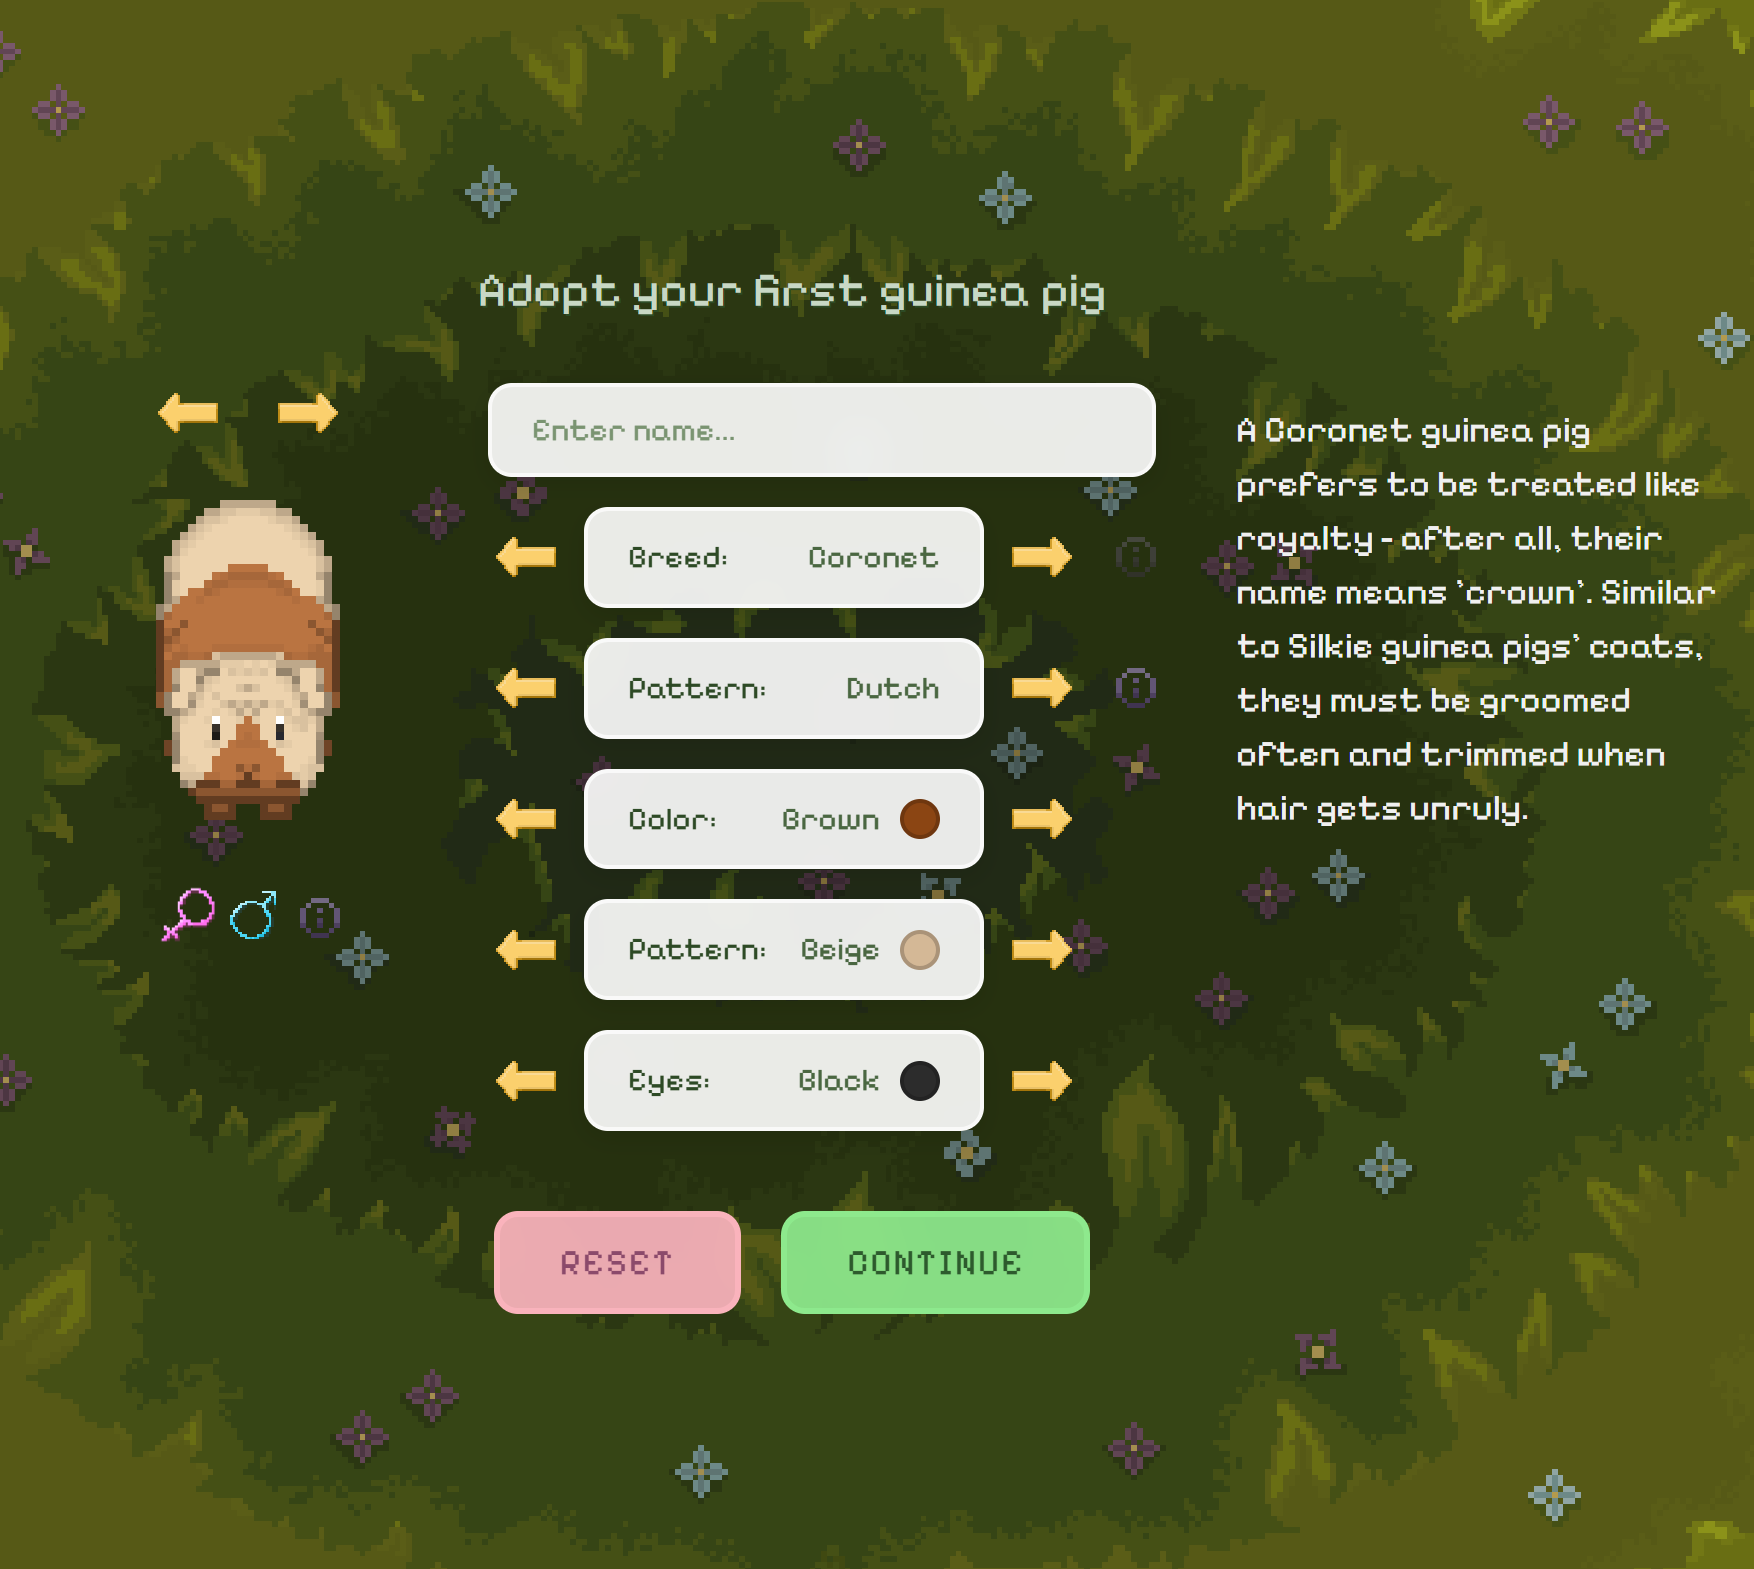 Adopt your first guinea pig
Enter name...
Breed: Coronet
Pattern: Dutch
Color: Brown
Pattern: Beige
Eyes: Black
RESET
CONTINUE
A Coronet guinea pig
prefers to be treated like
royalty - after all, their
name means 'crown'. Similar
to Silkie guinea pigs' coats,
they must be groomed
often and trimmed when
hair gets unruly.